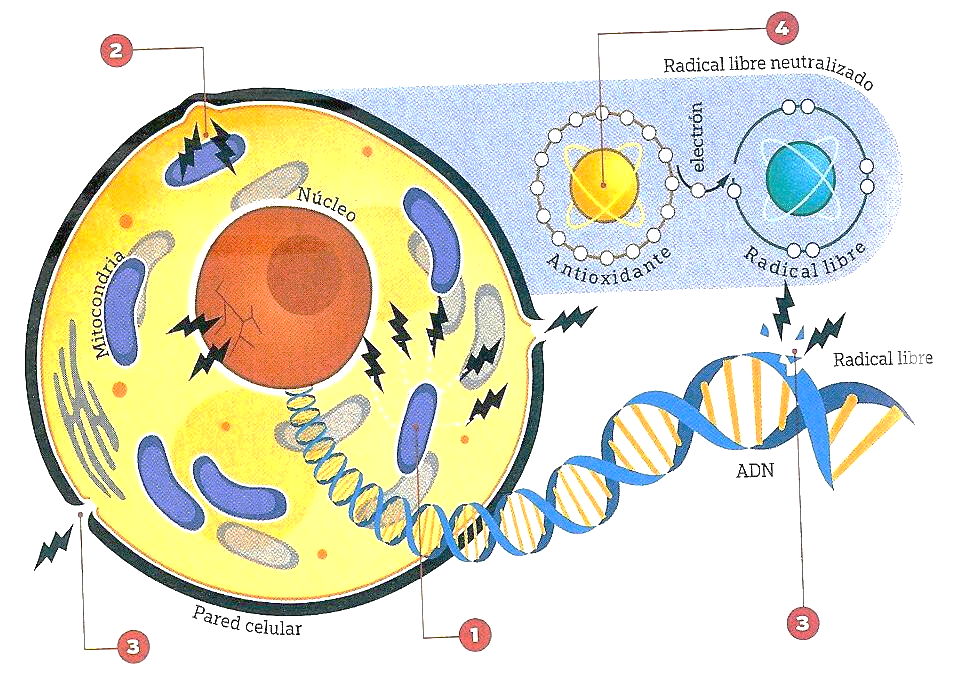 2
4
Radical libre neutralizado
electrón
Núcleo
Mitocondria
Antioxidante
Radical libre
Radical libre
ADN
Pared celular
3
1
3